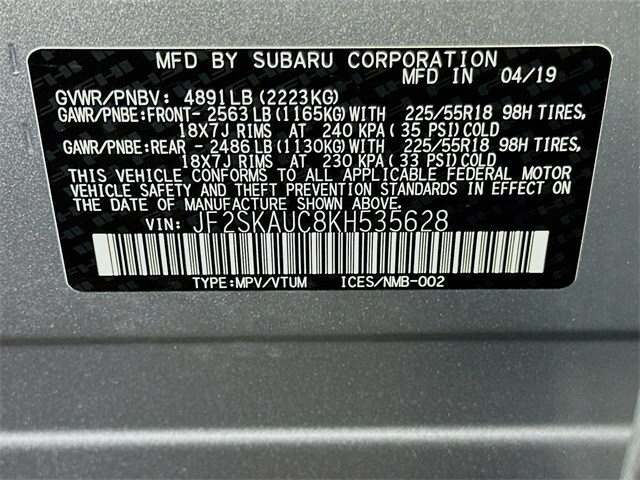 MFD BY SUBARU CORPORATION
MFD IN 04/19
GVWR/PNBV: 4891LB (2223KG)
GAWR/PNBE:FRONT- 2563LB (1165KG) WITH 225/55R18 98H TIRES,
18X7J RIMS AT 240 KPA (35 PSI) COLD
GAWR/PNBE:REAR - 2486LB (1130KG) WITH 225/55R18 98H TIRES,
18X7J RIMS AT 230 KPA (33 PSI) COLD
THIS VEHICLE CONFORMS TO ALL APPLICABLE FEDERAL MOTOR
VEHICLE SAFETY AND THEFT PREVENTION STANDARDS IN EFFECT ON
THE DATE OF MANUFACTURE SHOWN ABOVE.
VIN: JF2SKAUC8KH535628
TYPE:MPV/VTUM ICES/NMB-002